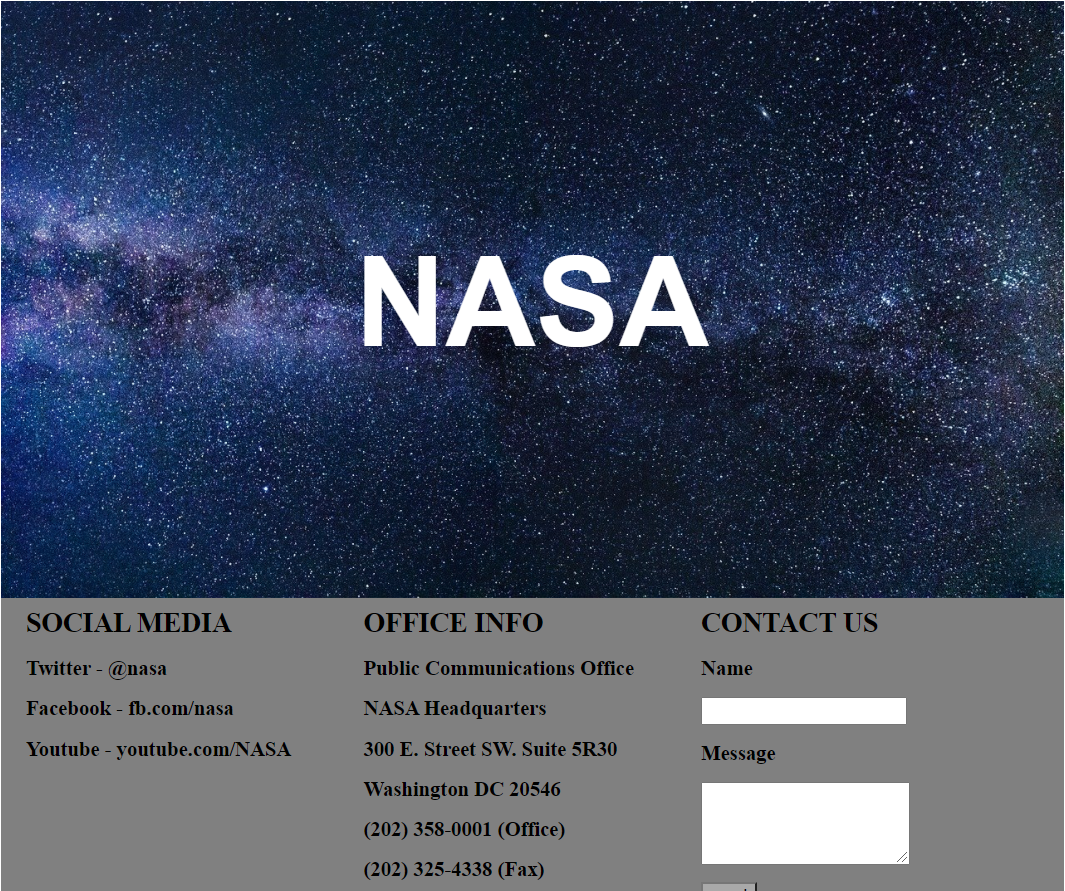 NASA
SOCIAL MEDIA
Twitter - @nasa
Facebook - fb.com/nasa
Youtube - youtube.com/NASA
OFFICE INFO
Public Communications Office
NASA Headquarters
300 E. Street SW. Suite 5R30
Washington DC 20546
(202) 358-0001 (Office)
(202) 325-4338 (Fax)
CONTACT US
Name
Message